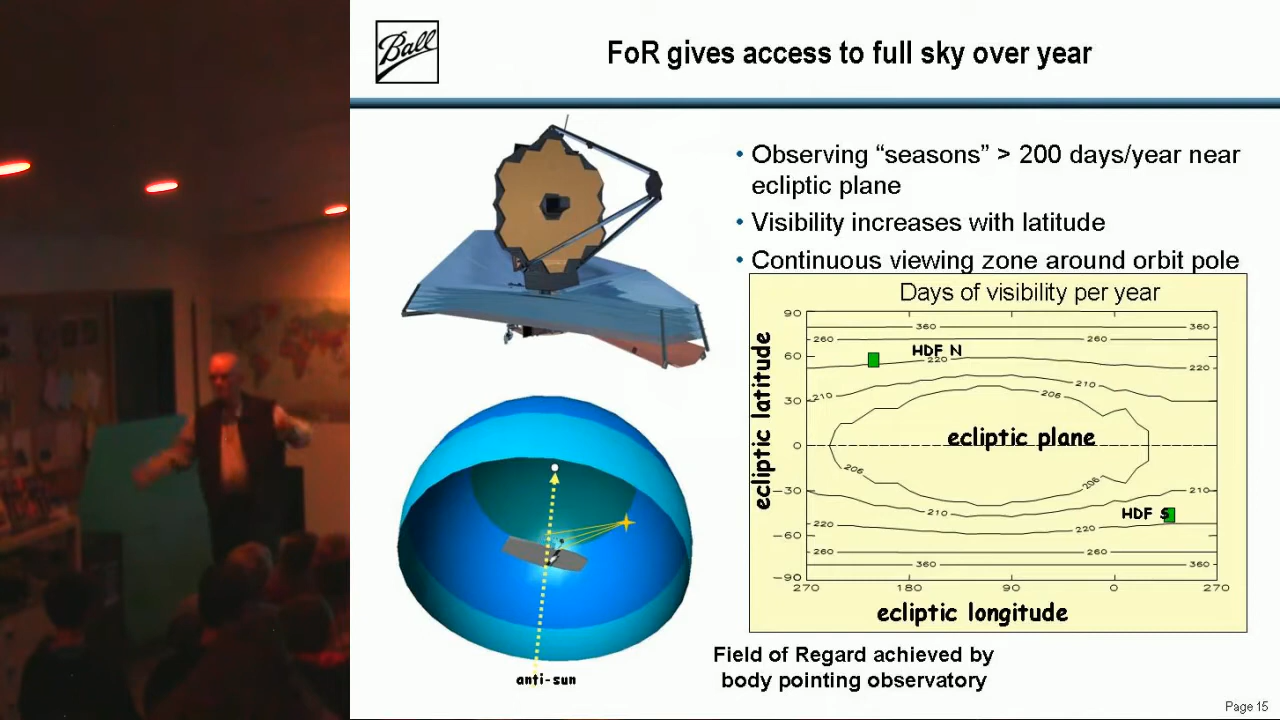 Ball
FoR gives access to full sky over year
• Observing “seasons” > 200 days/year near
ecliptic plane
• Visibility increases with latitude
• Continuous viewing zone around orbit pole
Days of visibility per year
90
360
360
260
260
260
HDF N
60
220
220
210
210
30
210
206
ecliptic latitude
0
ecliptic plane
206
206
-30
210
210
HDF S
220
220
-60
260
260
260
360
360
360
-90
270
180
90
0
270
ecliptic longitude
Field of Regard achieved by
body pointing observatory
anti-sun
Page 15